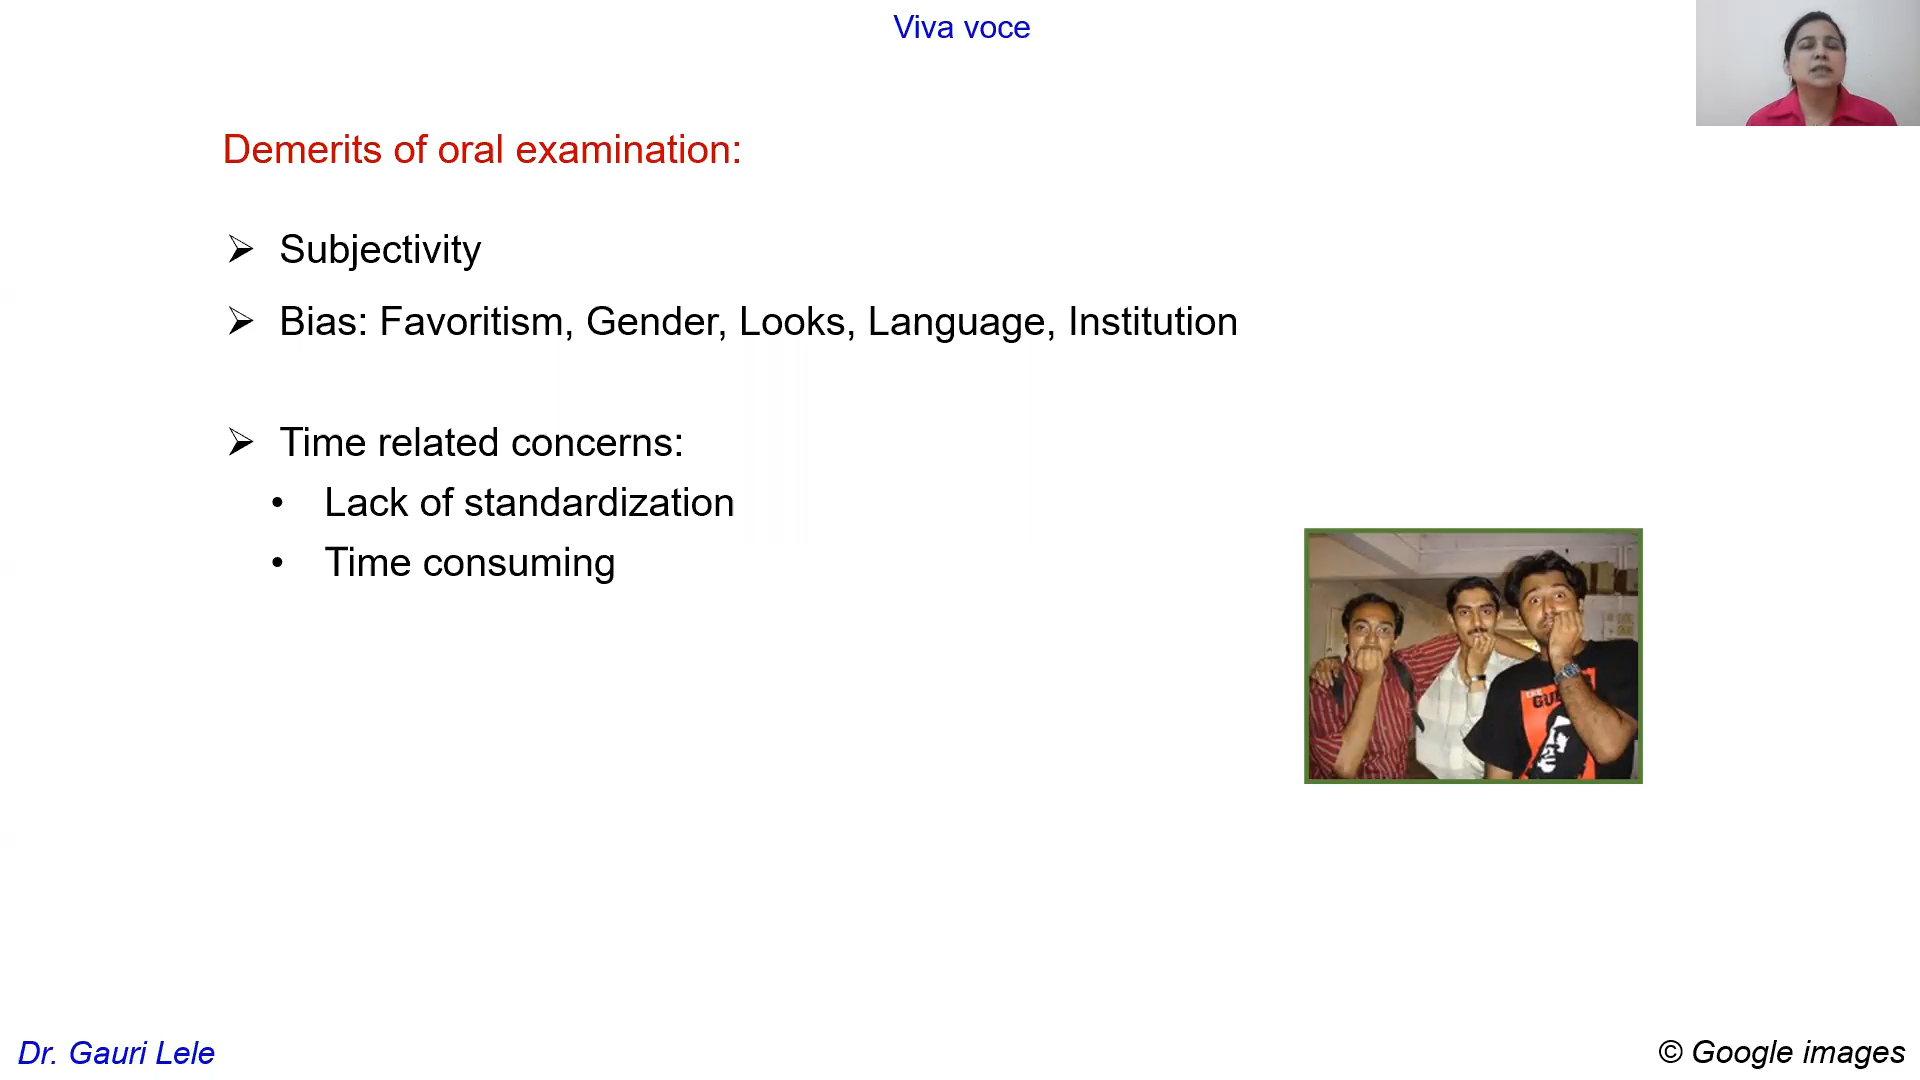 Viva voce
Demerits of oral examination:
➢ Subjectivity
➢ Bias: Favoritism, Gender, Looks, Language, Institution
➢ Time related concerns:
• Lack of standardization
• Time consuming
Dr. Gauri Lele
© Google images